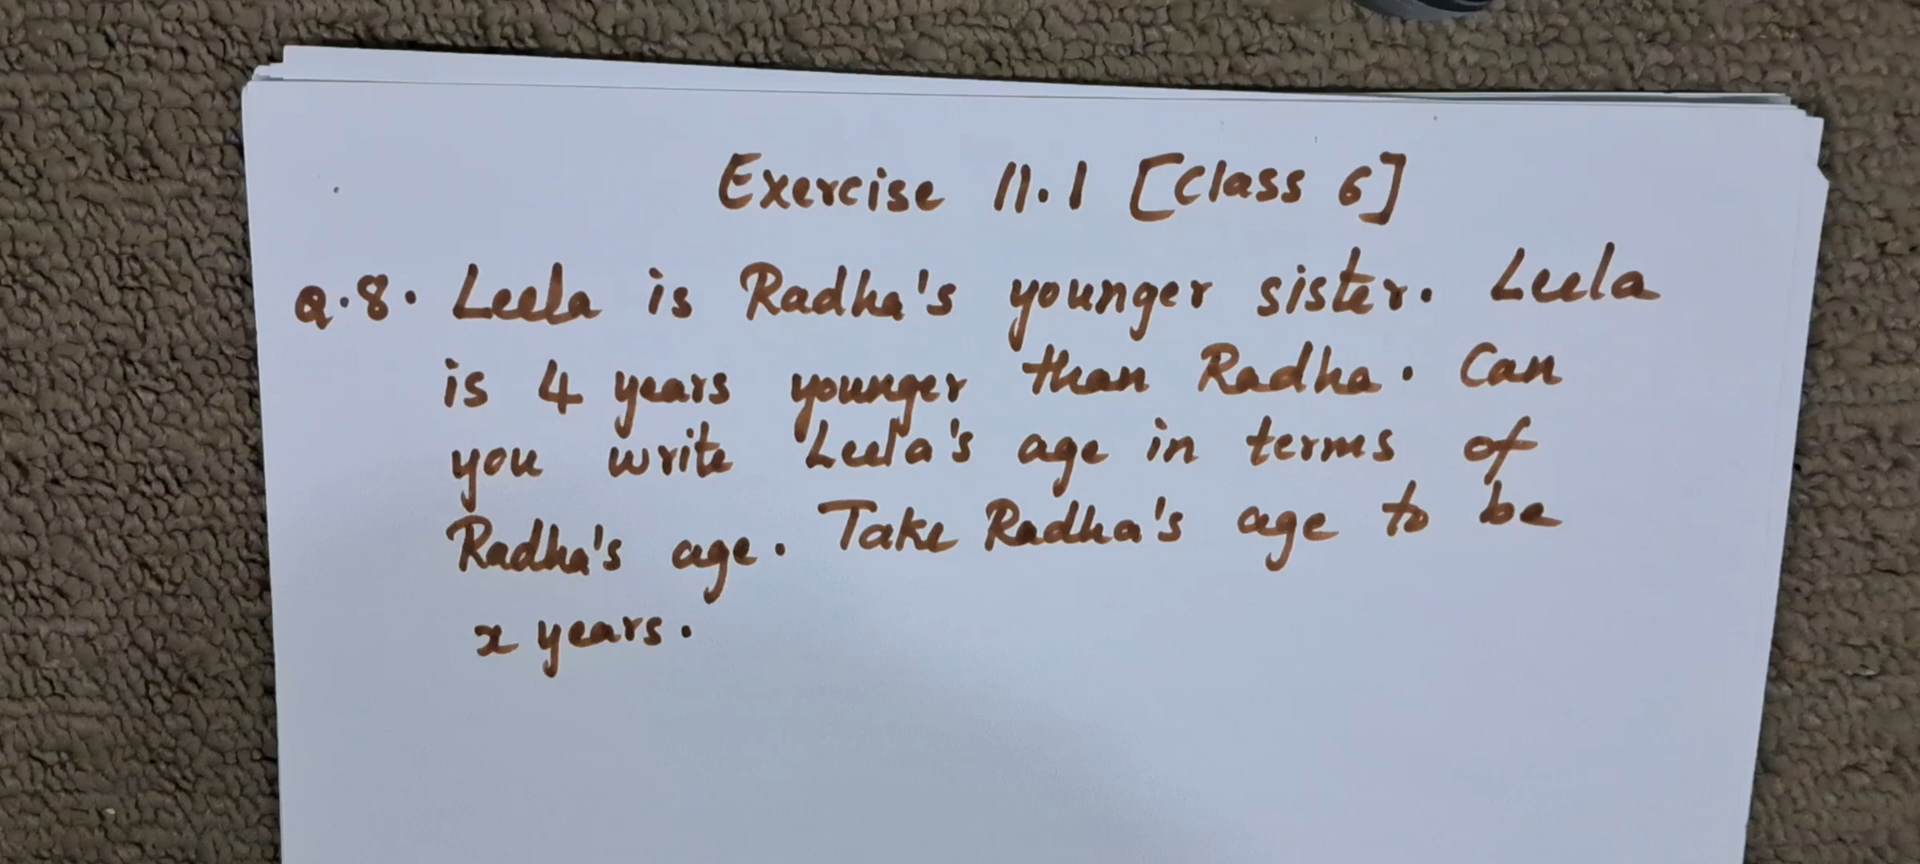 Exercise 11.1 [Class 6]
Q.8. Leela is Radha's younger sister. Leela
is 4 years younger than Radha. Can
you write Leela's age in terms of
Radha's age. Take Radha's age to be
x years.